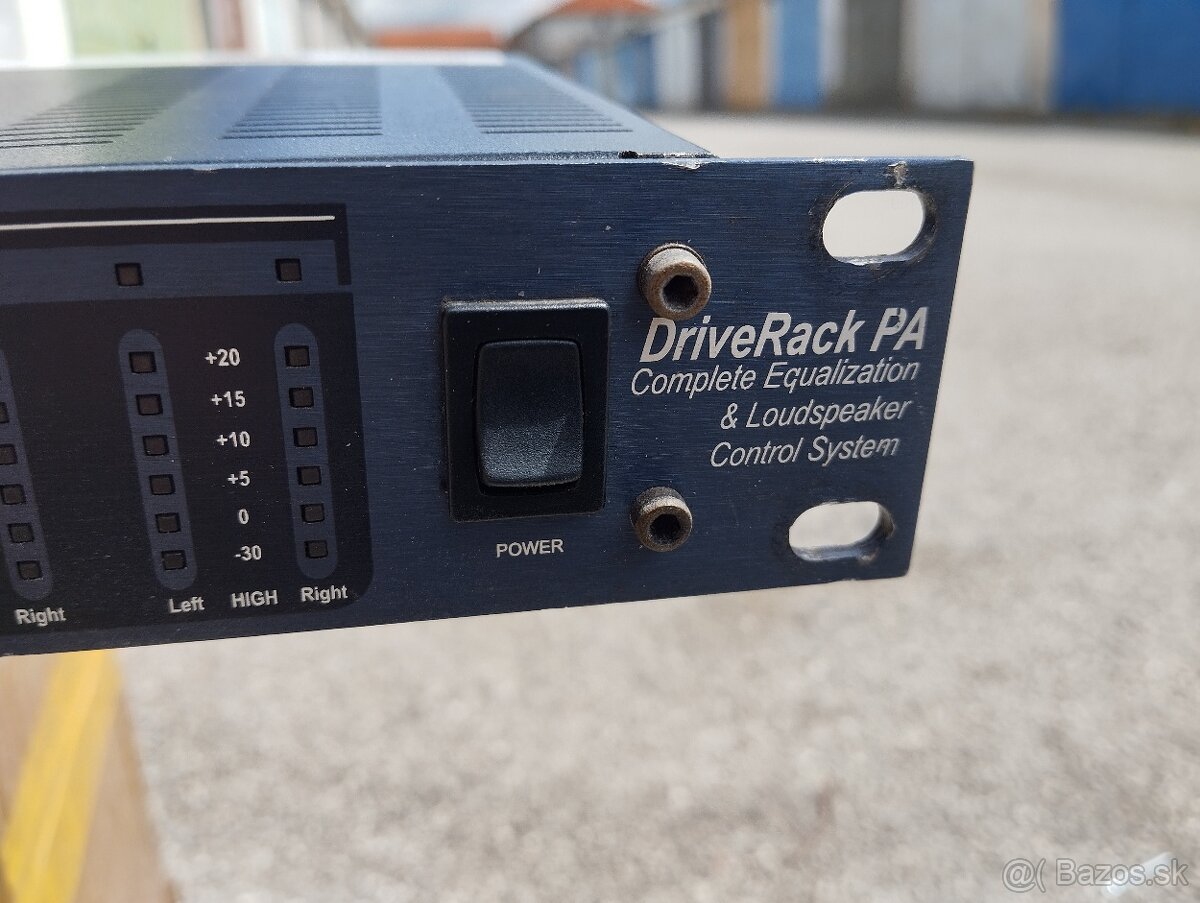 DriveRack PA
Complete Equalization
& Loudspeaker
Control System
+20
+15
+10
+5
0
-30
Right
Left HIGH Right
POWER
@( Bazos.sk